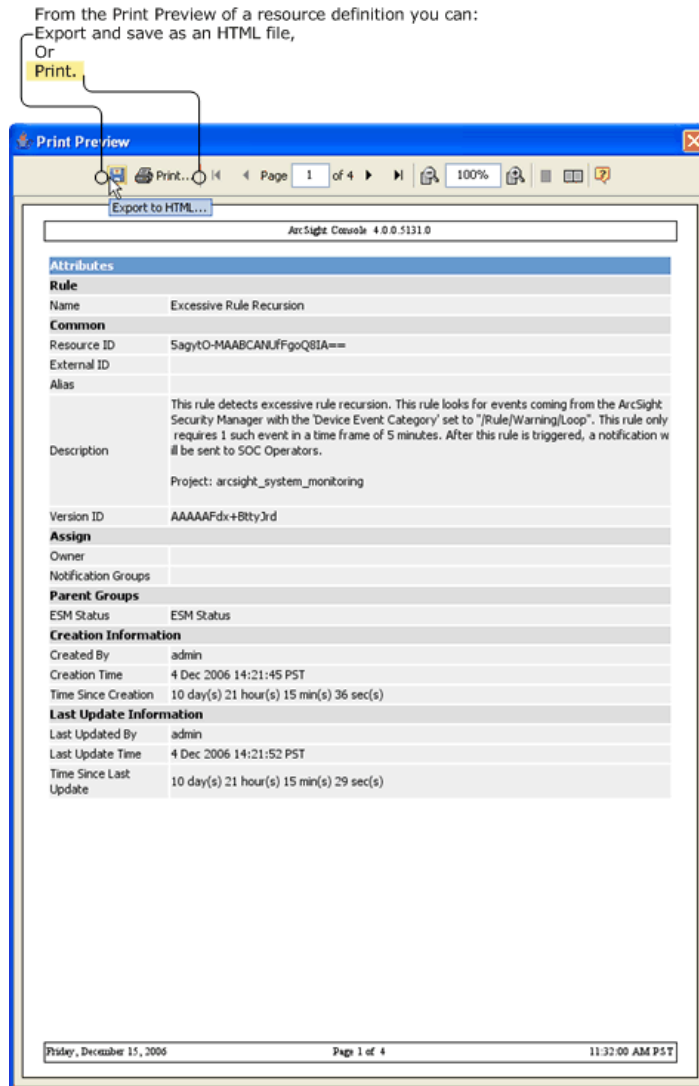 From the Print Preview of a resource definition you can:
Export and save as an HTML file,
Or
Print.
Print Preview
Print... Page 1 of 4 100%
Export to HTML...
ArcSight Console 4.0.0.5131.0
Attributes
Rule
Name Excessive Rule Recursion
Common
Resource ID 5agytO-MAABCANUfFgoQ8IA==
External ID
Alias
Description
This rule detects excessive rule recursion. This rule looks for events coming from the ArcSight
Security Manager with the 'Device Event Category' set to "/Rule/Warning/Loop". This rule only
requires 1 such event in a time frame of 5 minutes. After this rule is triggered, a notification w
ill be sent to SOC Operators.
Project: arcsight_system_monitoring
Version ID AAAAAFdx+BttyJrd
Assign
Owner
Notification Groups
Parent Groups
ESM Status ESM Status
Creation Information
Created By admin
Creation Time 4 Dec 2006 14:21:45 PST
Time Since Creation 10 day(s) 21 hour(s) 15 min(s) 36 sec(s)
Last Update Information
Last Updated By admin
Last Update Time 4 Dec 2006 14:21:52 PST
Time Since Last
Update
10 day(s) 21 hour(s) 15 min(s) 29 sec(s)
Friday, December 15, 2006 Page 1 of 4 11:32:00 AM PST